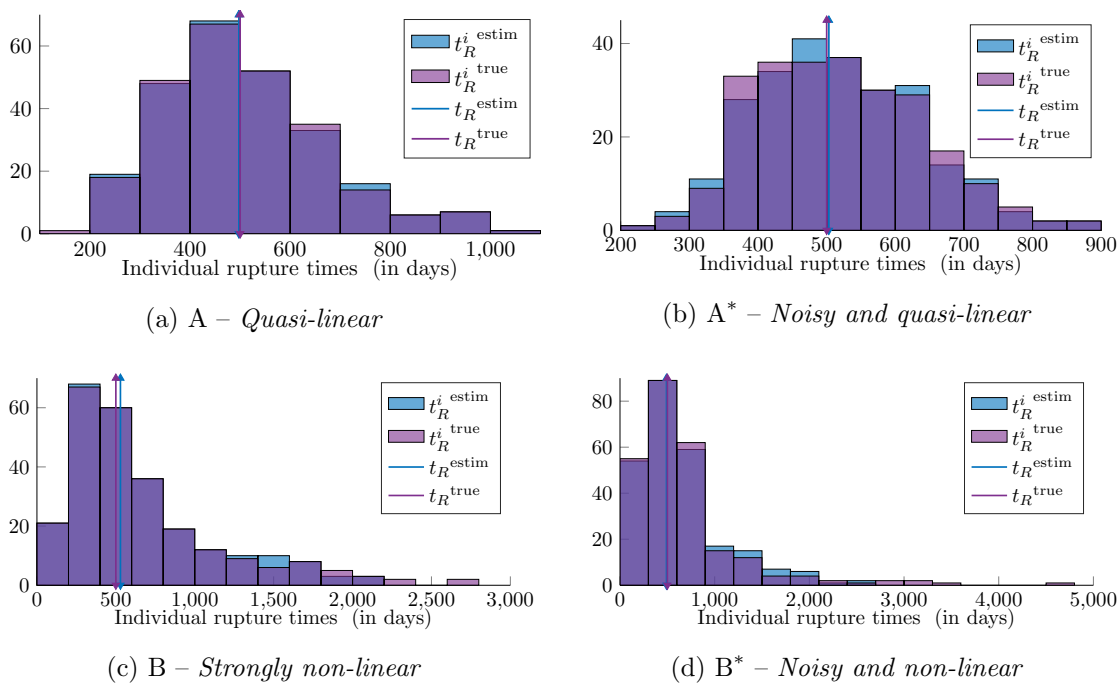 60
40
20
0
200
400
600
800
1,000
Individual rupture times (in days)
t_R^i estim
t_R^i true
t_R estim
t_R true
(a) A – Quasi-linear
40
20
0
200
300
400
500
600
700
800
900
Individual rupture times (in days)
t_R^i estim
t_R^i true
t_R estim
t_R true
(b) A* – Noisy and quasi-linear
60
40
20
0
0
500
1,000
1,500
2,000
2,500
3,000
Individual rupture times (in days)
t_R^i estim
t_R^i true
t_R estim
t_R true
(c) B – Strongly non-linear
80
60
40
20
0
0
1,000
2,000
3,000
4,000
5,000
Individual rupture times (in days)
t_R^i estim
t_R^i true
t_R estim
t_R true
(d) B* – Noisy and non-linear